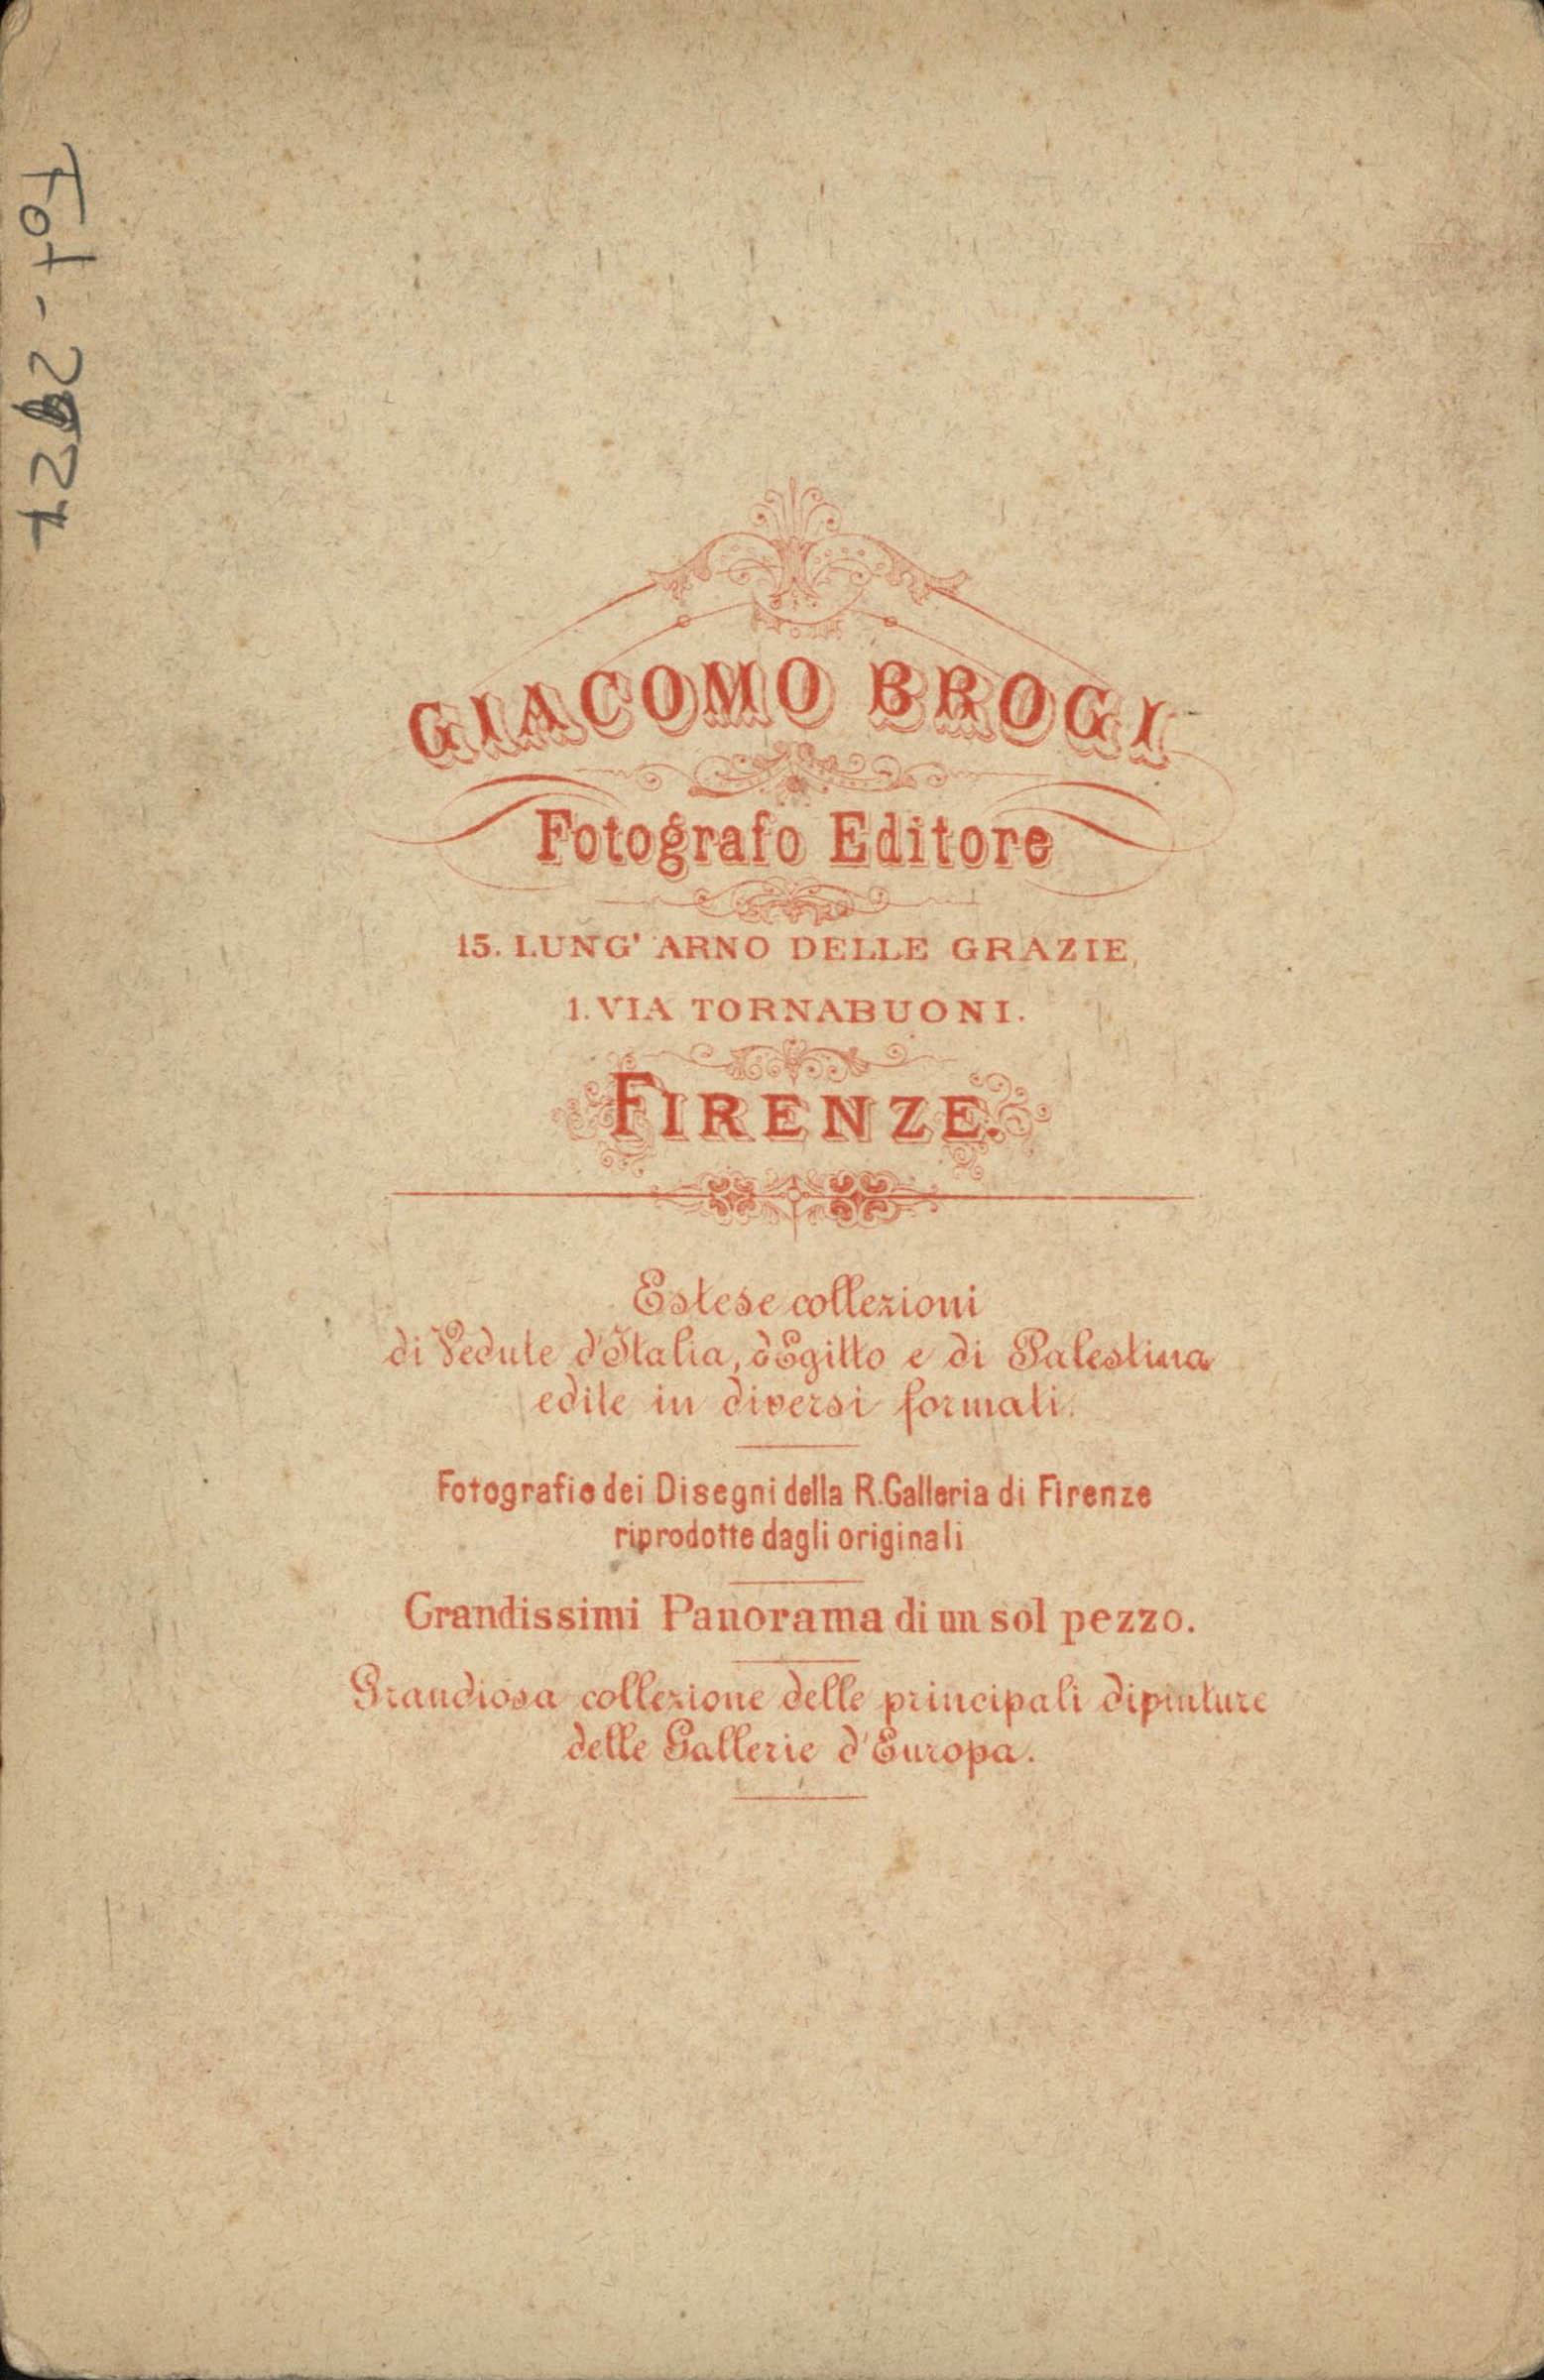 GIACOMO BROGI
Fotografo Editore
15. LUNG' ARNO DELLE GRAZIE,
1. VIA TORNABUONI.
FIRENZE.
Estese collezioni
di Vedute d'Italia, d'Egitto e di Palestina
edite in diversi formati.
Fotografie dei Disegni della R. Galleria di Firenze
riprodotte dagli originali
Grandissimi Panorama di un sol pezzo.
Grandiosa collezione delle principali dipinture
delle Gallerie d'Europa.